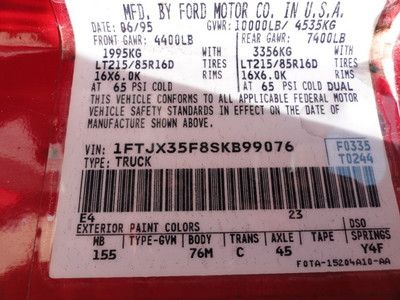 MFD. BY FORD MOTOR CO. IN U.S.A.
DATE: 06/95 GVWR: 10000LB/ 4535KG
FRONT GAWR: 4400LB REAR GAWR: 7400LB
1995KG WITH 3356KG WITH
LT215/85R16D TIRES LT215/85R16D TIRES
16X6.0K RIMS 16X6.0K RIMS
AT 65 PSI COLD AT 65 PSI COLD DUAL
THIS VEHICLE CONFORMS TO ALL APPLICABLE FEDERAL MOTOR
VEHICLE SAFETY STANDARDS IN EFFECT ON THE DATE OF
MANUFACTURE SHOWN ABOVE.
VIN: 1FTJX35F8SKB99076 F0335
TYPE: TRUCK T0244
E4 23
EXTERIOR PAINT COLORS DSO
WB TYPE-GVM BODY TRANS AXLE TAPE SPRINGS
155 76M C 45 Y4F
F0TA-15204A10-AA